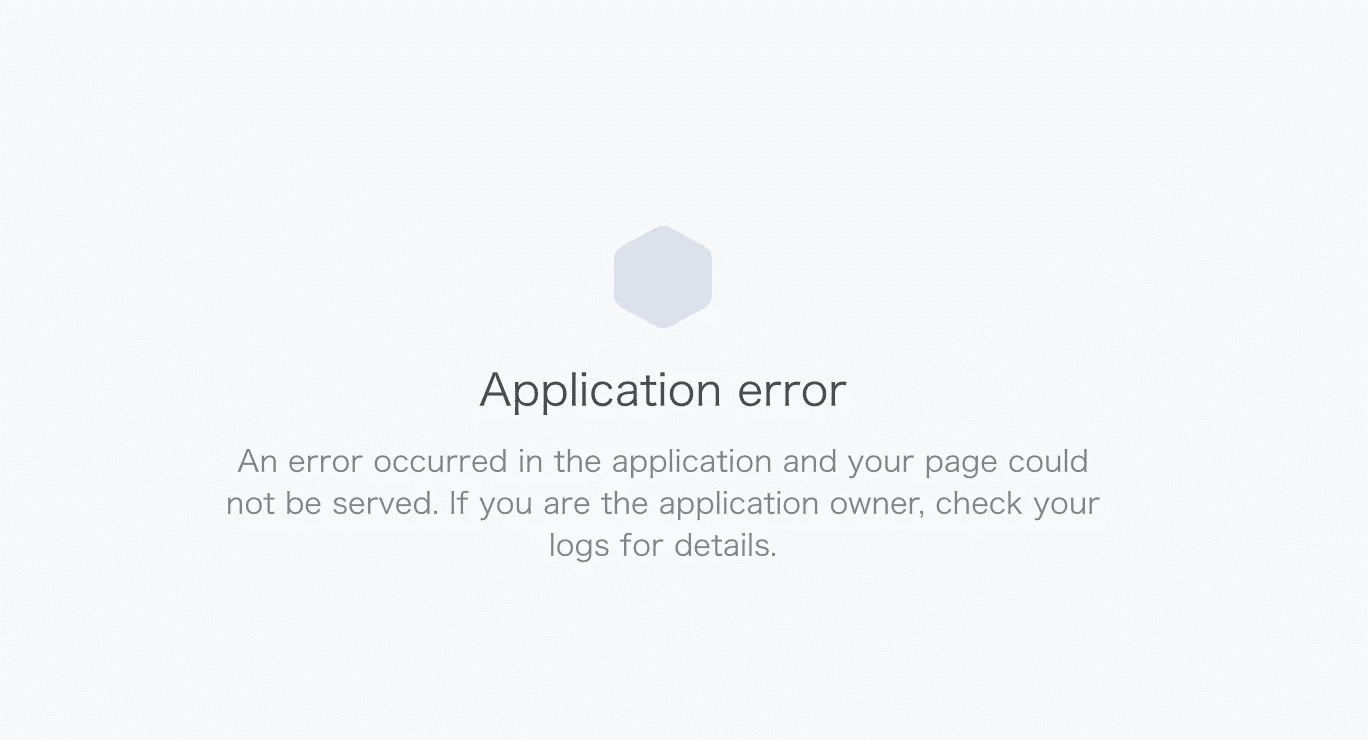 Application error
An error occurred in the application and your page could
not be served. If you are the application owner, check your
logs for details.